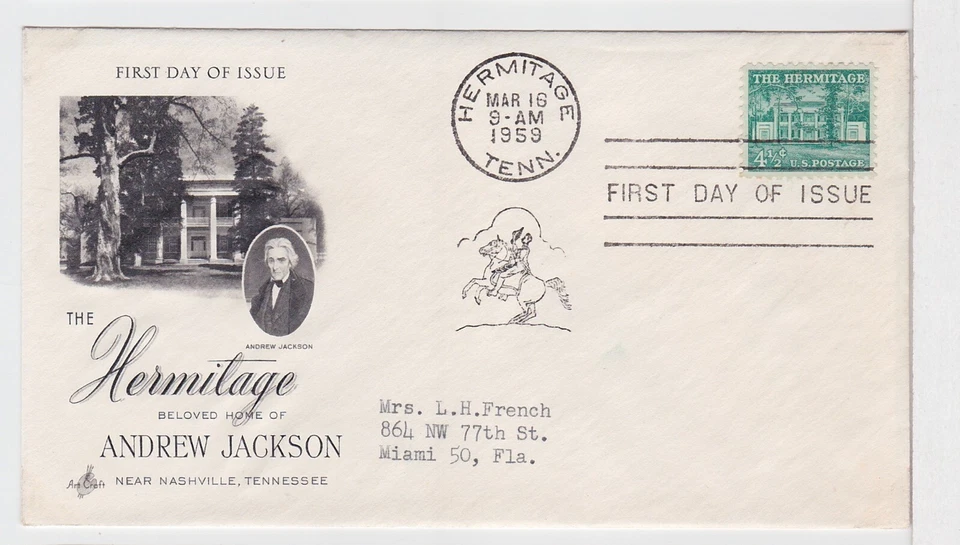 FIRST DAY OF ISSUE
ANDREW JACKSON
THE
Hermitage
BELOVED HOME OF
ANDREW JACKSON
NEAR NASHVILLE, TENNESSEE
Art Craft
HERMITAGE
MAR 16
9-AM
1959
TENN.
THE HERMITAGE
4½¢ U.S. POSTAGE
FIRST DAY OF ISSUE
Mrs. L.H.French
864 NW 77th St.
Miami 50, Fla.